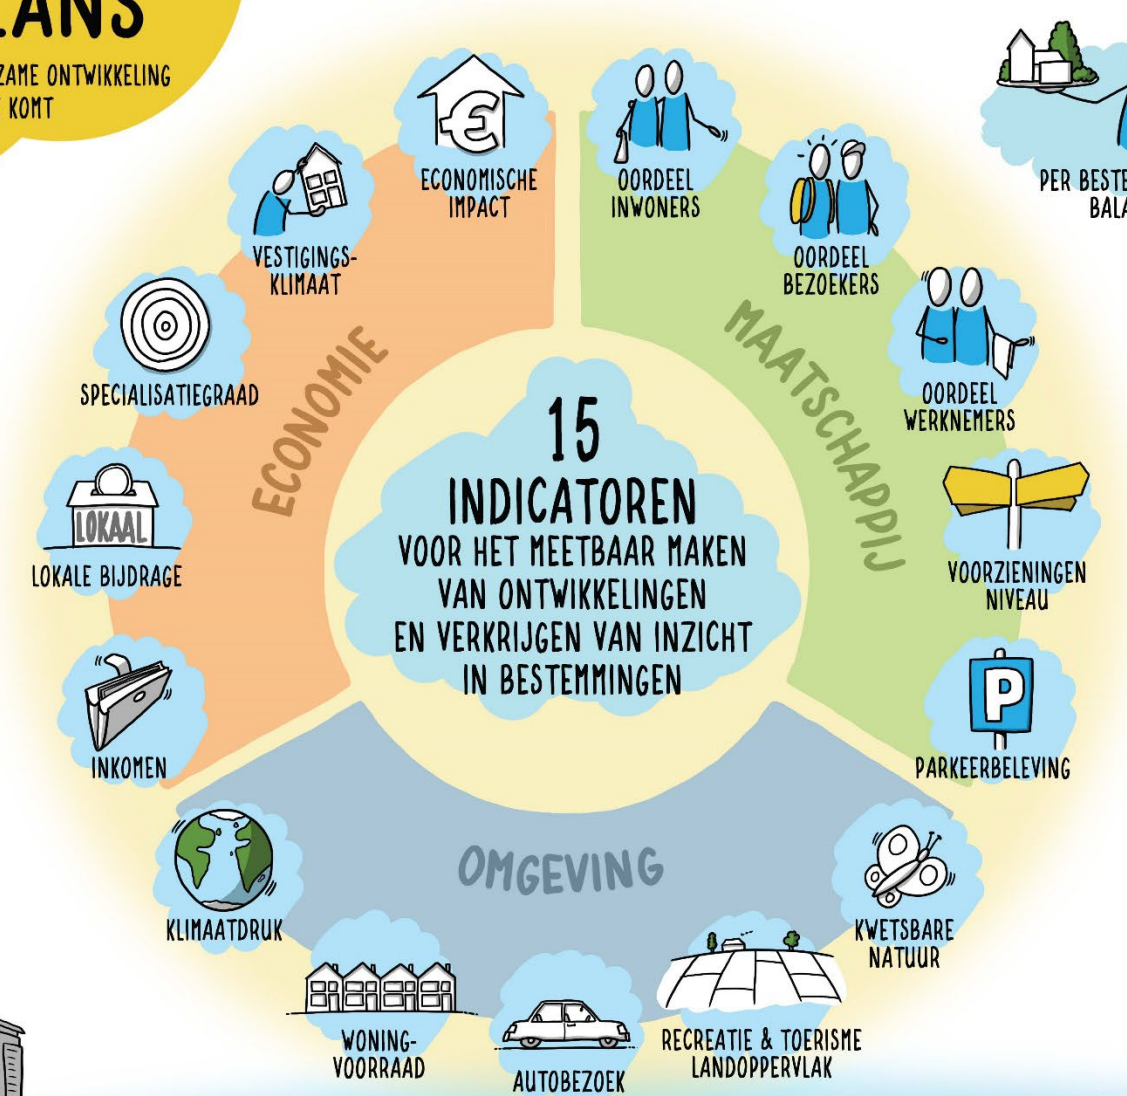 ZAME ONTWIKKELING
KOMT
ECONOMISCHE
IMPACT
VESTIGINGS-
KLIMAAT
SPECIALISATIEGRAAD
LOKAAL
LOKALE BIJDRAGE
INKOMEN
ECONOMIE
OORDEEL
INWONERS
OORDEEL
BEZOEKERS
OORDEEL
WERKNEMERS
VOORZIENINGEN
NIVEAU
P
PARKEERBELEVING
MAATSCHAPPIJ
PER BESTE
BALA
15
INDICATOREN
VOOR HET MEETBAAR MAKEN
VAN ONTWIKKELINGEN
EN VERKRIJGEN VAN INZICHT
IN BESTEMMINGEN
OMGEVING
KLIMAATDRUK
WONING-
VOORRAAD
AUTOBEZOEK
RECREATIE & TOERISME
LANDOPPERVLAK
KWETSBARE
NATUUR